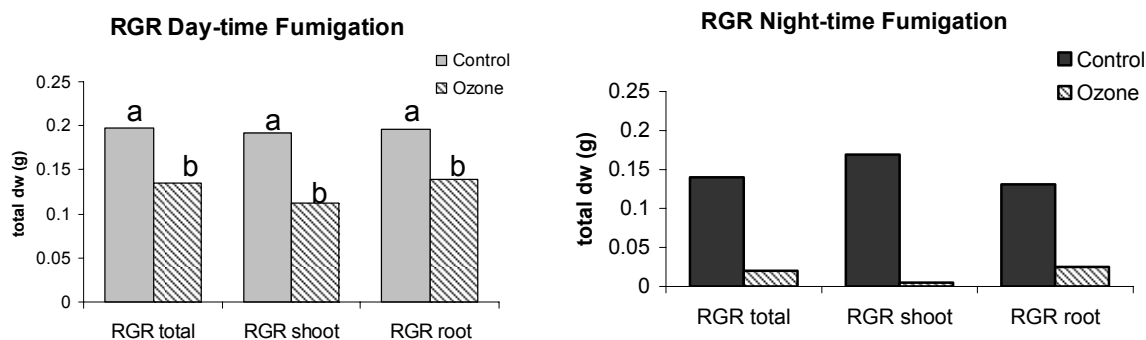 RGR Day-time Fumigation
Control
Ozone
total dw (g)
0.25
0.2
0.15
0.1
0.05
0
a
b
a
b
a
b
RGR total
RGR shoot
RGR root
RGR Night-time Fumigation
Control
Ozone
total dw (g)
0.25
0.2
0.15
0.1
0.05
0
RGR total
RGR shoot
RGR root